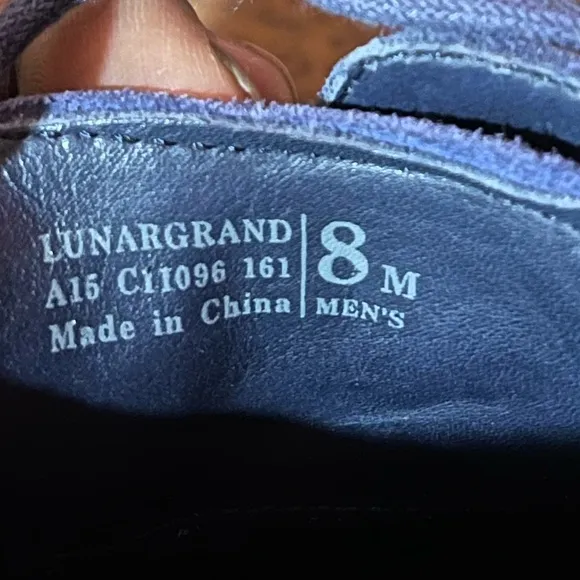 LUNARGRAND
A16 C11096 161
Made in China
8 M
MEN'S